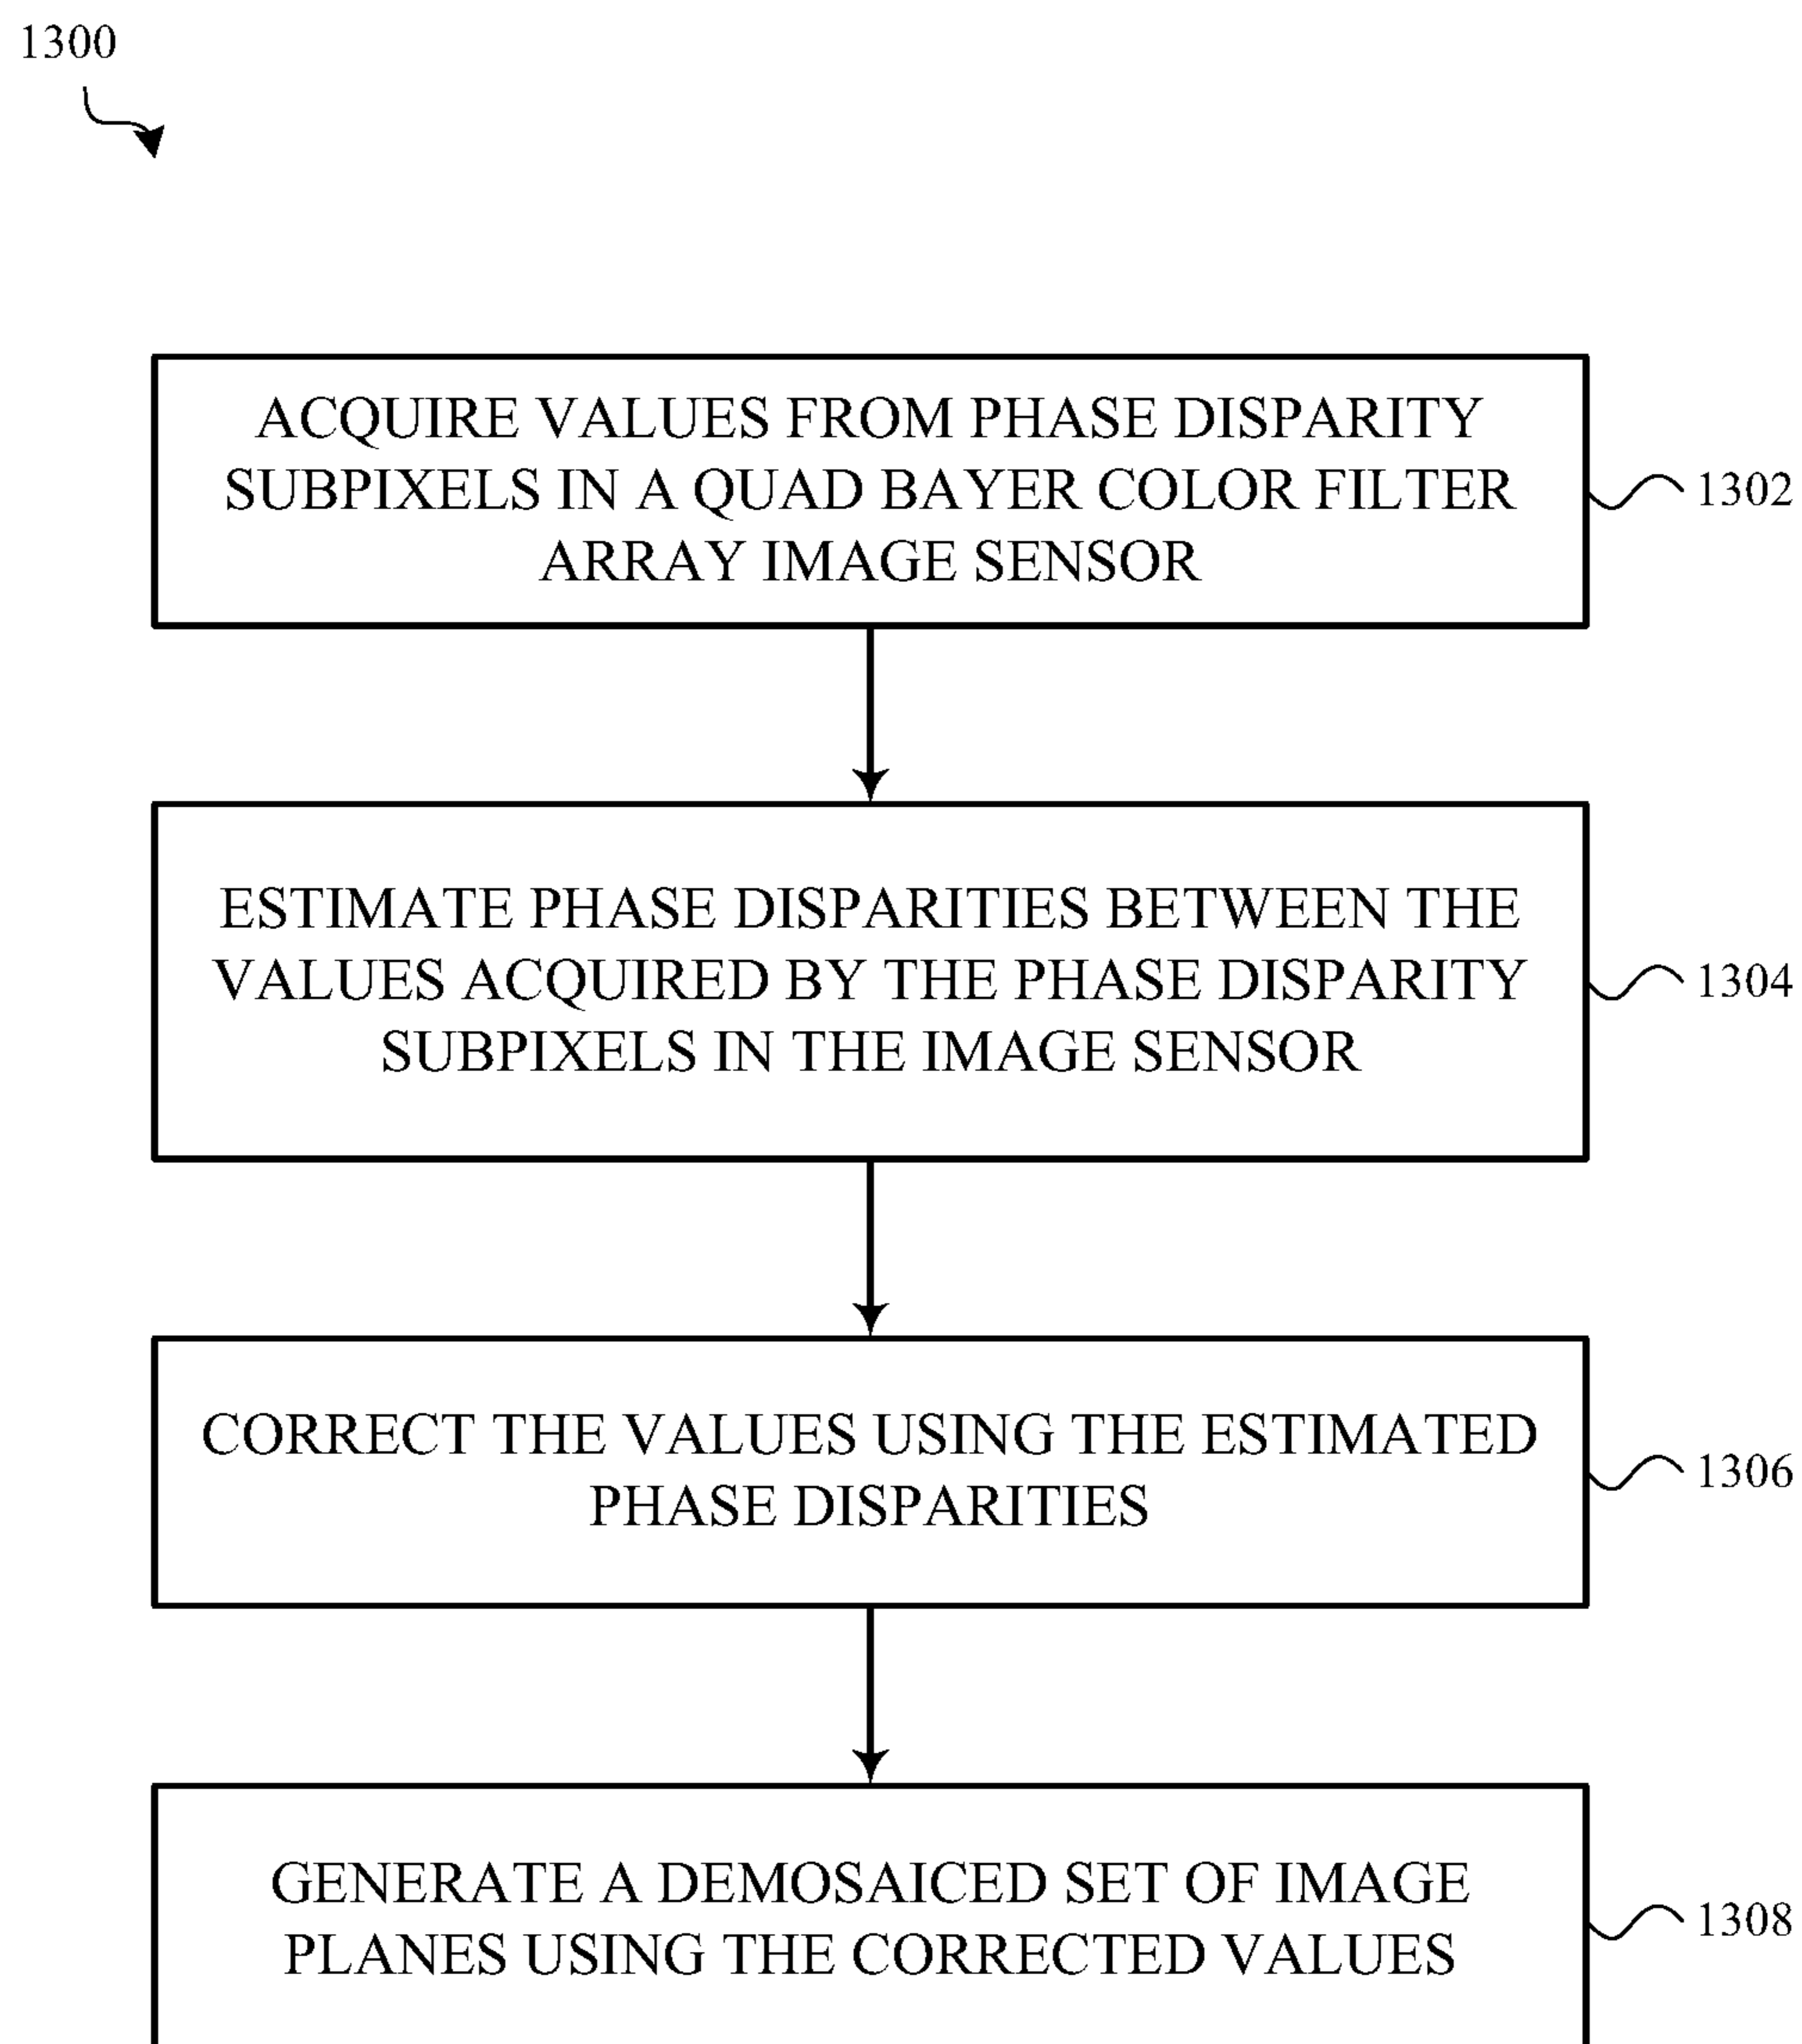 1300
ACQUIRE VALUES FROM PHASE DISPARITY
SUBPIXELS IN A QUAD BAYER COLOR FILTER
ARRAY IMAGE SENSOR
1302
ESTIMATE PHASE DISPARITIES BETWEEN THE
VALUES ACQUIRED BY THE PHASE DISPARITY
SUBPIXELS IN THE IMAGE SENSOR
1304
CORRECT THE VALUES USING THE ESTIMATED
PHASE DISPARITIES
1306
GENERATE A DEMOSAICED SET OF IMAGE
PLANES USING THE CORRECTED VALUES
1308